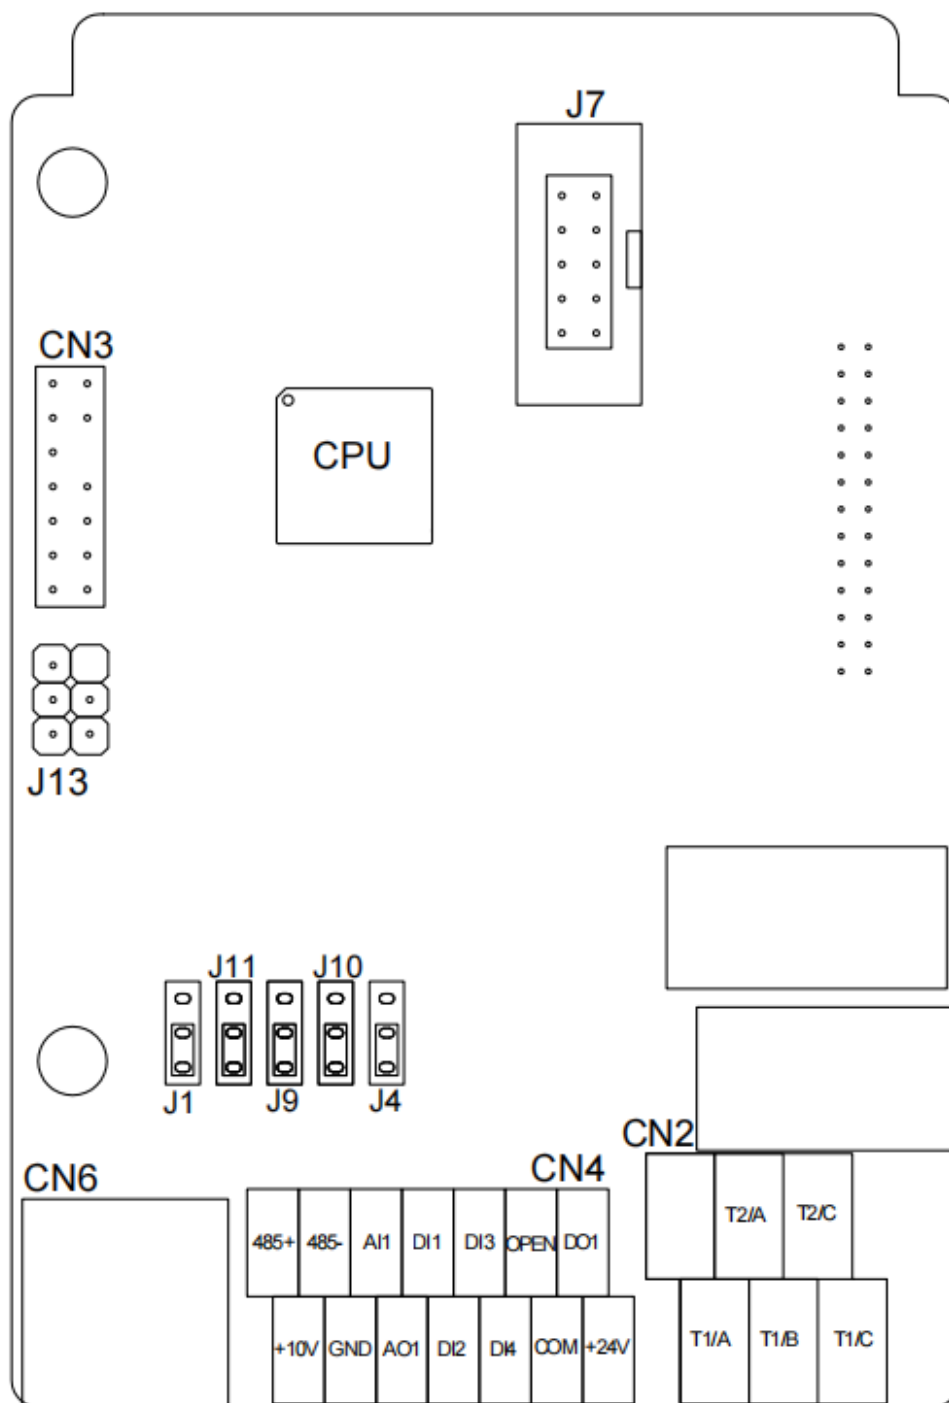 J7
CN3
CPU
J13
J11 J10
J1 J9 J4
CN2
CN6 CN4
485+ 485- AI1 DI1 DI3 OPEN DO1
T2/A T2/C
+10V GND AO1 DI2 DI4 COM +24V
T1/A T1/B T1/C